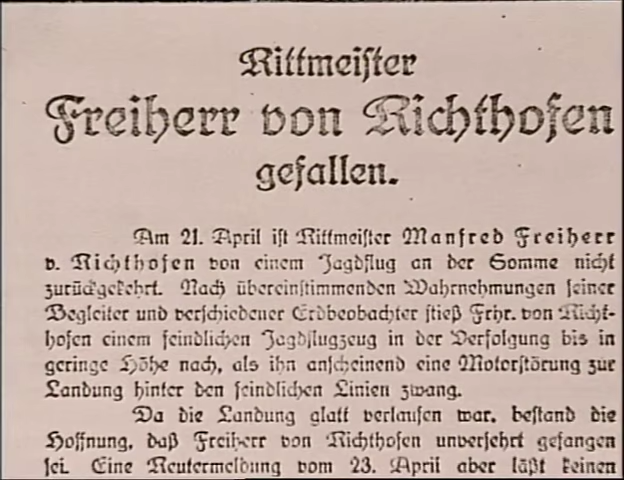 Rittmeister
Freiherr von Richthofen
gefallen.
Am 21. April ist Rittmeister Manfred Freiherr
v. Richthofen von einem Jagdflug an der Somme nicht
zurückgekehrt. Nach übereinstimmenden Wahrnehmungen seiner
Begleiter und verschiedener Erdbeobachter stieß Frhr. von Richt-
hofen einem feindlichen Jagdflugzeug in der Verfolgung bis in
geringe Höhe nach, als ihn anscheinend eine Motorstörung zur
Landung hinter den feindlichen Linien zwang.
Da die Landung glatt verlaufen war, bestand die
Hoffnung, daß Freiherr von Richthofen unversehrt gefangen
sei. Eine Reutermeldung vom 23. April aber läßt keinen